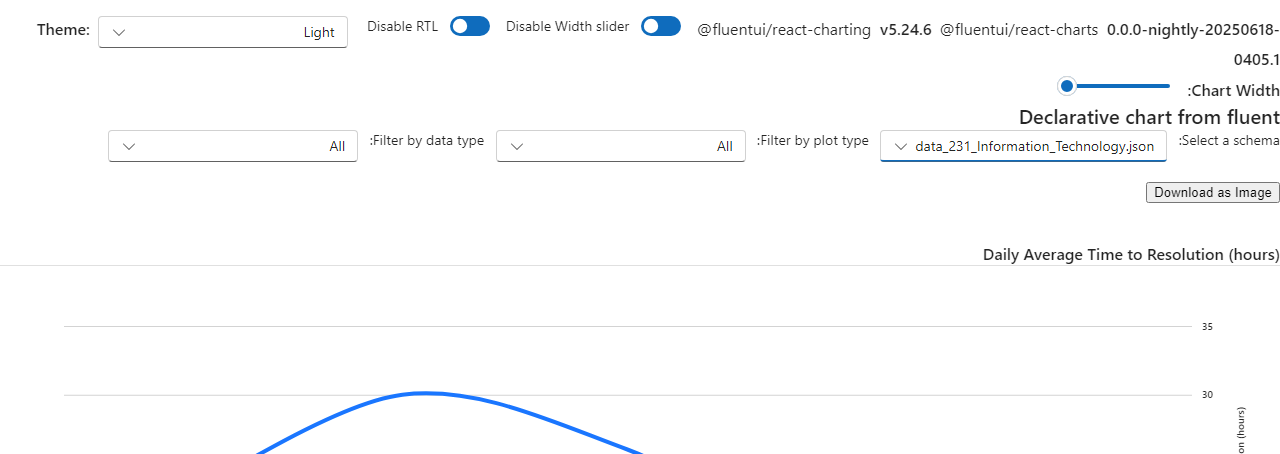 Theme: Light Disable RTL Disable Width slider @fluentui/react-charting v5.24.6 @fluentui/react-charts 0.0.0-nightly-20250618-
0405.1
:Chart Width
Declarative chart from fluent
:Select a schema data_231_Information_Technology.json :Filter by plot type All :Filter by data type All
Download as Image
Daily Average Time to Resolution (hours)
35
30
(hours)